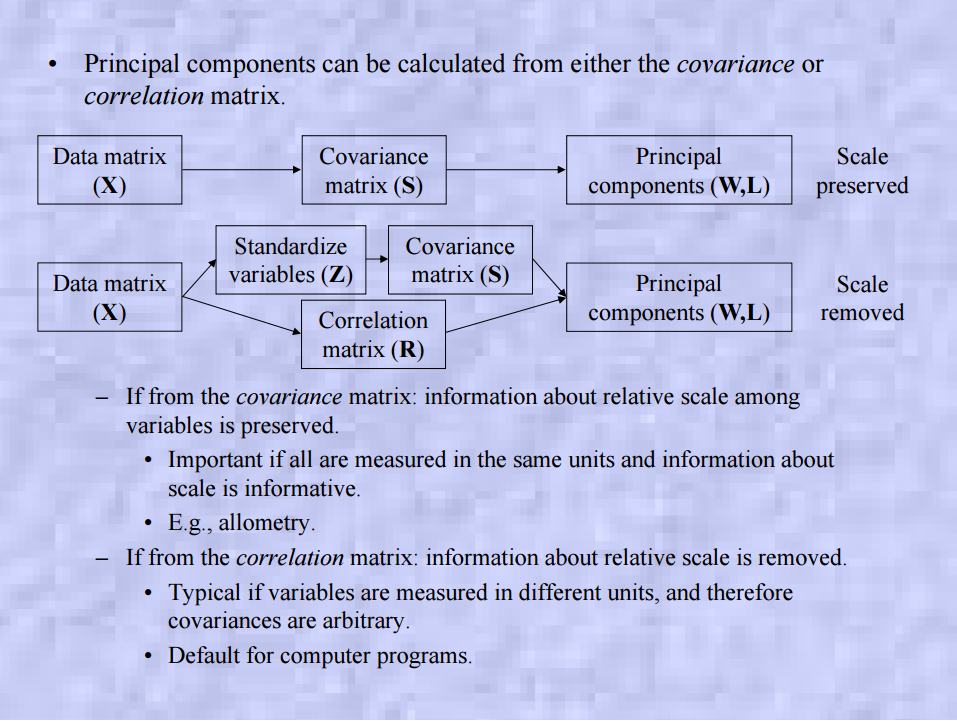 • Principal components can be calculated from either the covariance or
correlation matrix.
Data matrix
(X)
Covariance
matrix (S)
Principal
components (W,L)
Scale
preserved
Data matrix
(X)
Standardize
variables (Z)
Covariance
matrix (S)
Correlation
matrix (R)
Principal
components (W,L)
Scale
removed
– If from the covariance matrix: information about relative scale among
variables is preserved.
• Important if all are measured in the same units and information about
scale is informative.
• E.g., allometry.
– If from the correlation matrix: information about relative scale is removed.
• Typical if variables are measured in different units, and therefore
covariances are arbitrary.
• Default for computer programs.